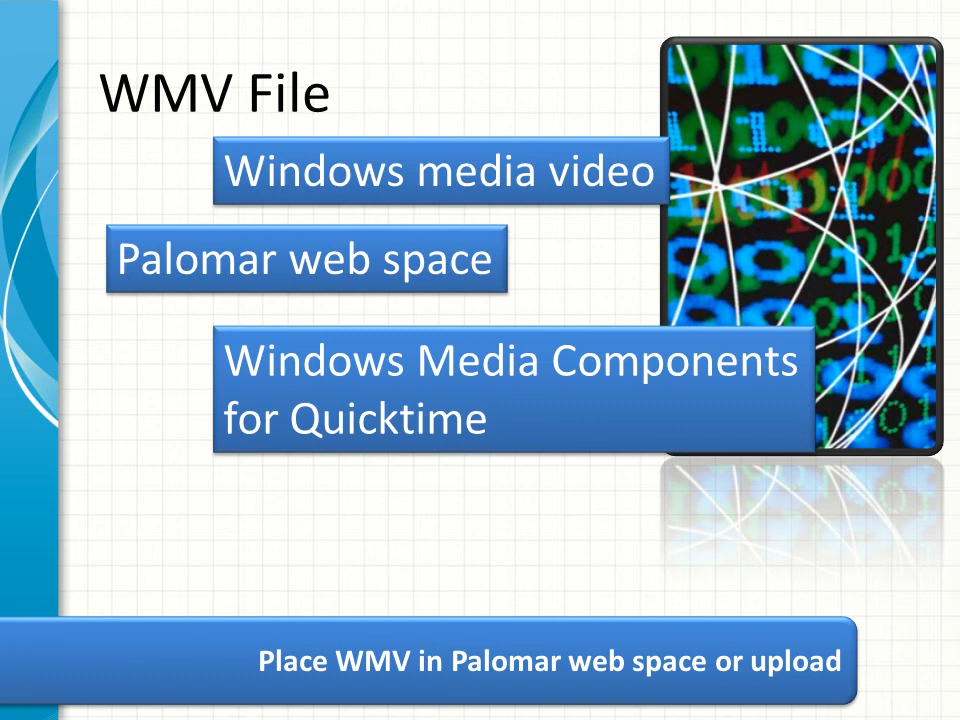 WMV File
Windows media video
Palomar web space
Windows Media Components
for Quicktime
http://
Place WMV in Palomar web space or upload